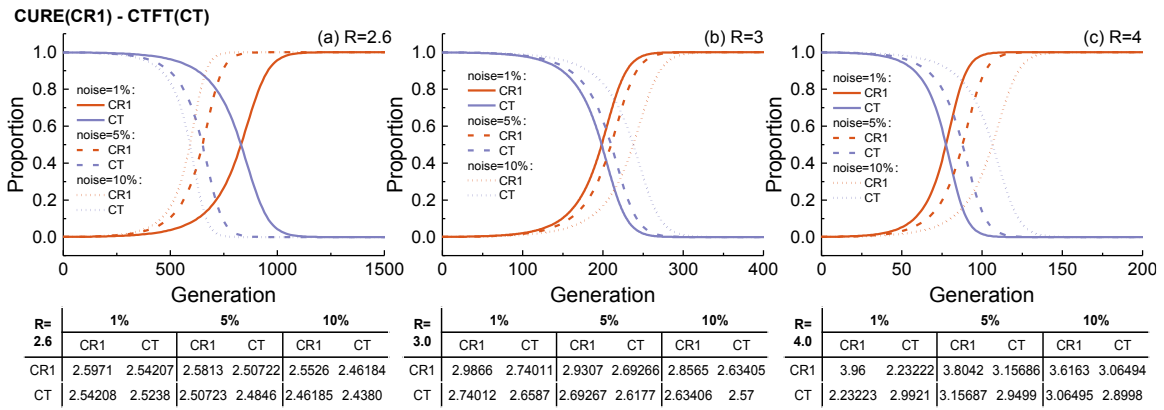 CURE(CR1) - CTFT(CT)
(a) R=2.6
Proportion
1.0
0.8
0.6
0.4
0.2
0.0
noise=1%:
CR1
CT
noise=5%:
CR1
CT
noise=10%:
CR1
CT
0 500 1000 1500
Generation
(b) R=3
Proportion
1.0
0.8
0.6
0.4
0.2
0.0
noise=1%:
CR1
CT
noise=5%:
CR1
CT
noise=10%:
CR1
CT
0 100 200 300 400
Generation
(c) R=4
Proportion
1.0
0.8
0.6
0.4
0.2
0.0
noise=1%:
CR1
CT
noise=5%:
CR1
CT
noise=10%:
CR1
CT
0 50 100 150 200
Generation
R= 2.6 1% 5% 10%
CR1 CT CR1 CT CR1 CT
CR1 2.5971 2.54207 2.5813 2.50722 2.5526 2.46184
CT 2.54208 2.5238 2.50723 2.4846 2.46185 2.4380
R= 3.0 1% 5% 10%
CR1 CT CR1 CT CR1 CT
CR1 2.9866 2.74011 2.9307 2.69266 2.8565 2.63405
CT 2.74012 2.6587 2.69267 2.6177 2.63406 2.57
R= 4.0 1% 5% 10%
CR1 CT CR1 CT CR1 CT
CR1 3.96 2.23222 3.8042 3.15686 3.6163 3.06494
CT 2.23223 2.9921 3.15687 2.9499 3.06495 2.8998